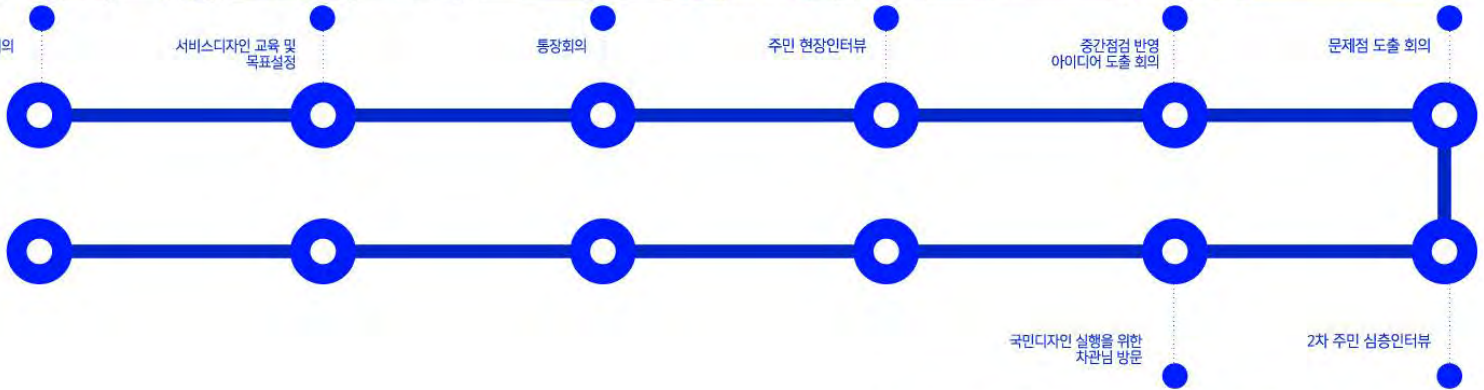 의
서비스디자인 교육 및
목표설정
통장회의
주민 현장인터뷰
중간점검 반영
아이디어 도출 회의
문제점 도출 회의
국민디자인 실행을 위한
차관님 방문
2차 주민 심층인터뷰